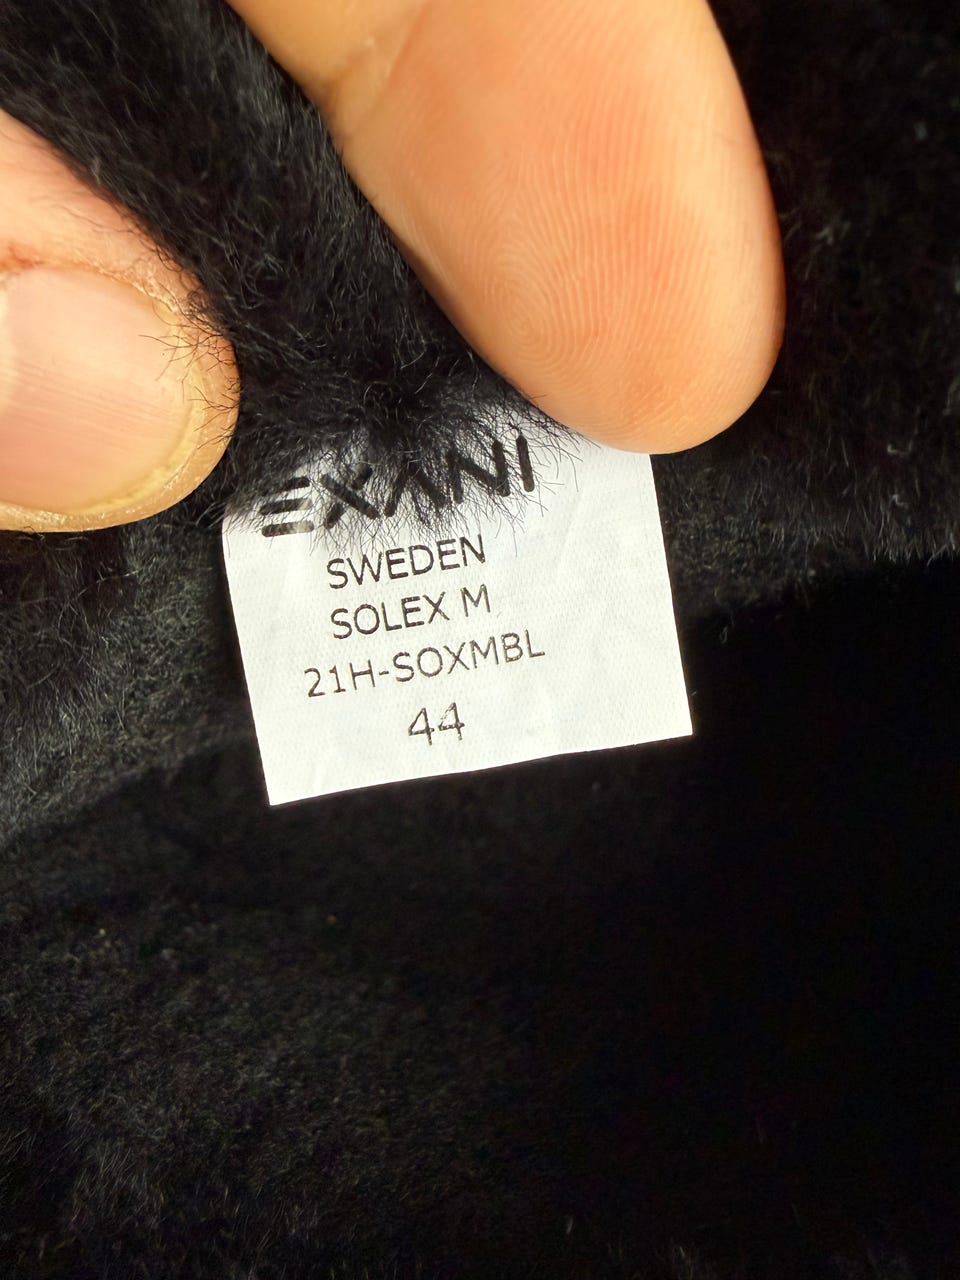 EXANI
SWEDEN
SOLEX M
21H-SOXMBL
44